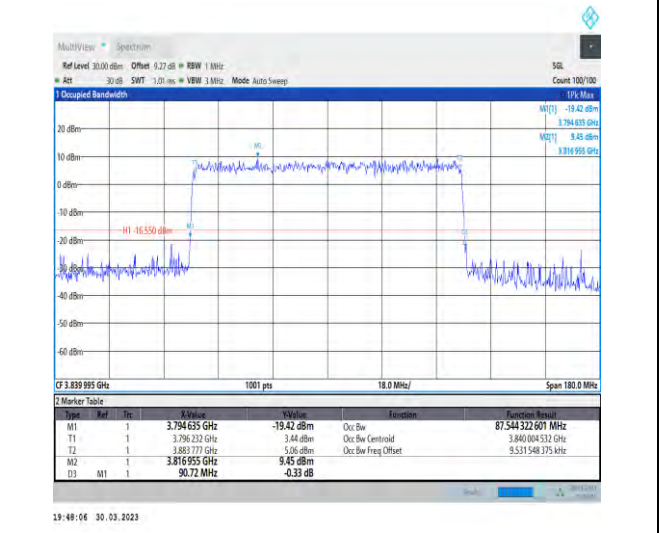 MultiView Spectrum
Ref Level 30.00 dBm Offset 9.27 dB RBW 1 MHz SGL
Att 30 dB SWT 1.01 ms VBW 3 MHz Mode Auto Sweep Count 100/100
1 Occupied Bandwidth 1Pk Max
M1[1] -19.42 dBm
3.794 635 GHz
M2[1] 9.45 dBm
3.816 955 GHz
20 dBm
10 dBm
0 dBm
-10 dBm
H1 -16.550 dBm
-20 dBm
-30 dBm
-40 dBm
-50 dBm
-60 dBm
CF 3.839 995 GHz 1001 pts 18.0 MHz/ Span 180.0 MHz
2 Marker Table
Type Ref Trc X-Value Y-Value Function Function Result
M1 1 3.794 635 GHz -19.42 dBm Occ Bw 87.544 322 601 MHz
T1 1 3.796 232 GHz 3.44 dBm Occ Bw Centroid 3.840 004 532 GHz
T2 1 3.883 777 GHz 5.06 dBm Occ Bw Freq Offset 9.531 548 375 kHz
M2 1 3.816 955 GHz 9.45 dBm
D3 M1 1 90.72 MHz -0.33 dB
19:48:06 30.03.2023